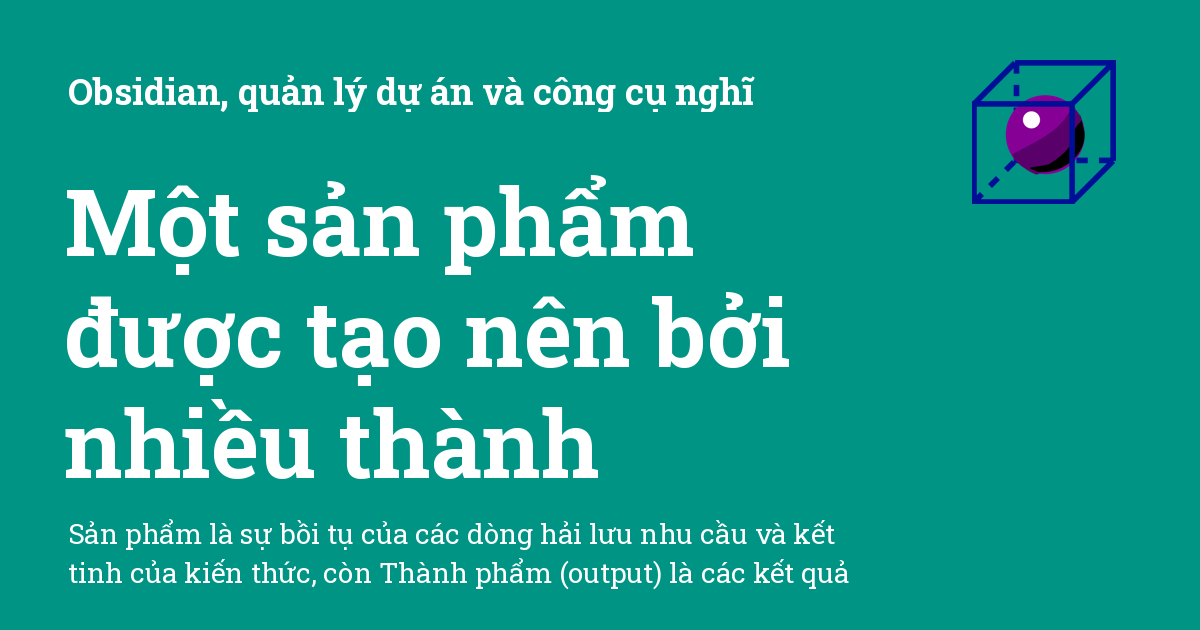 Obsidian, quản lý dự án và công cụ nghĩ
Một sản phẩm
được tạo nên bởi
nhiều thành
Sản phẩm là sự bồi tụ của các dòng hải lưu nhu cầu và kết
tinh của kiến thức, còn Thành phẩm (output) là các kết quả